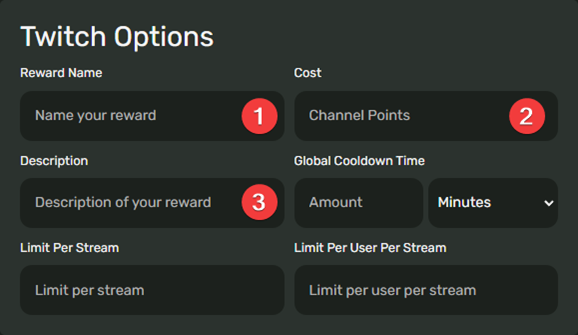 Twitch Options
Reward Name
Cost
Name your reward 1
Channel Points 2
Description
Global Cooldown Time
Description of your reward 3
Amount
Minutes
Limit Per Stream
Limit Per User Per Stream
Limit per stream
Limit per user per stream